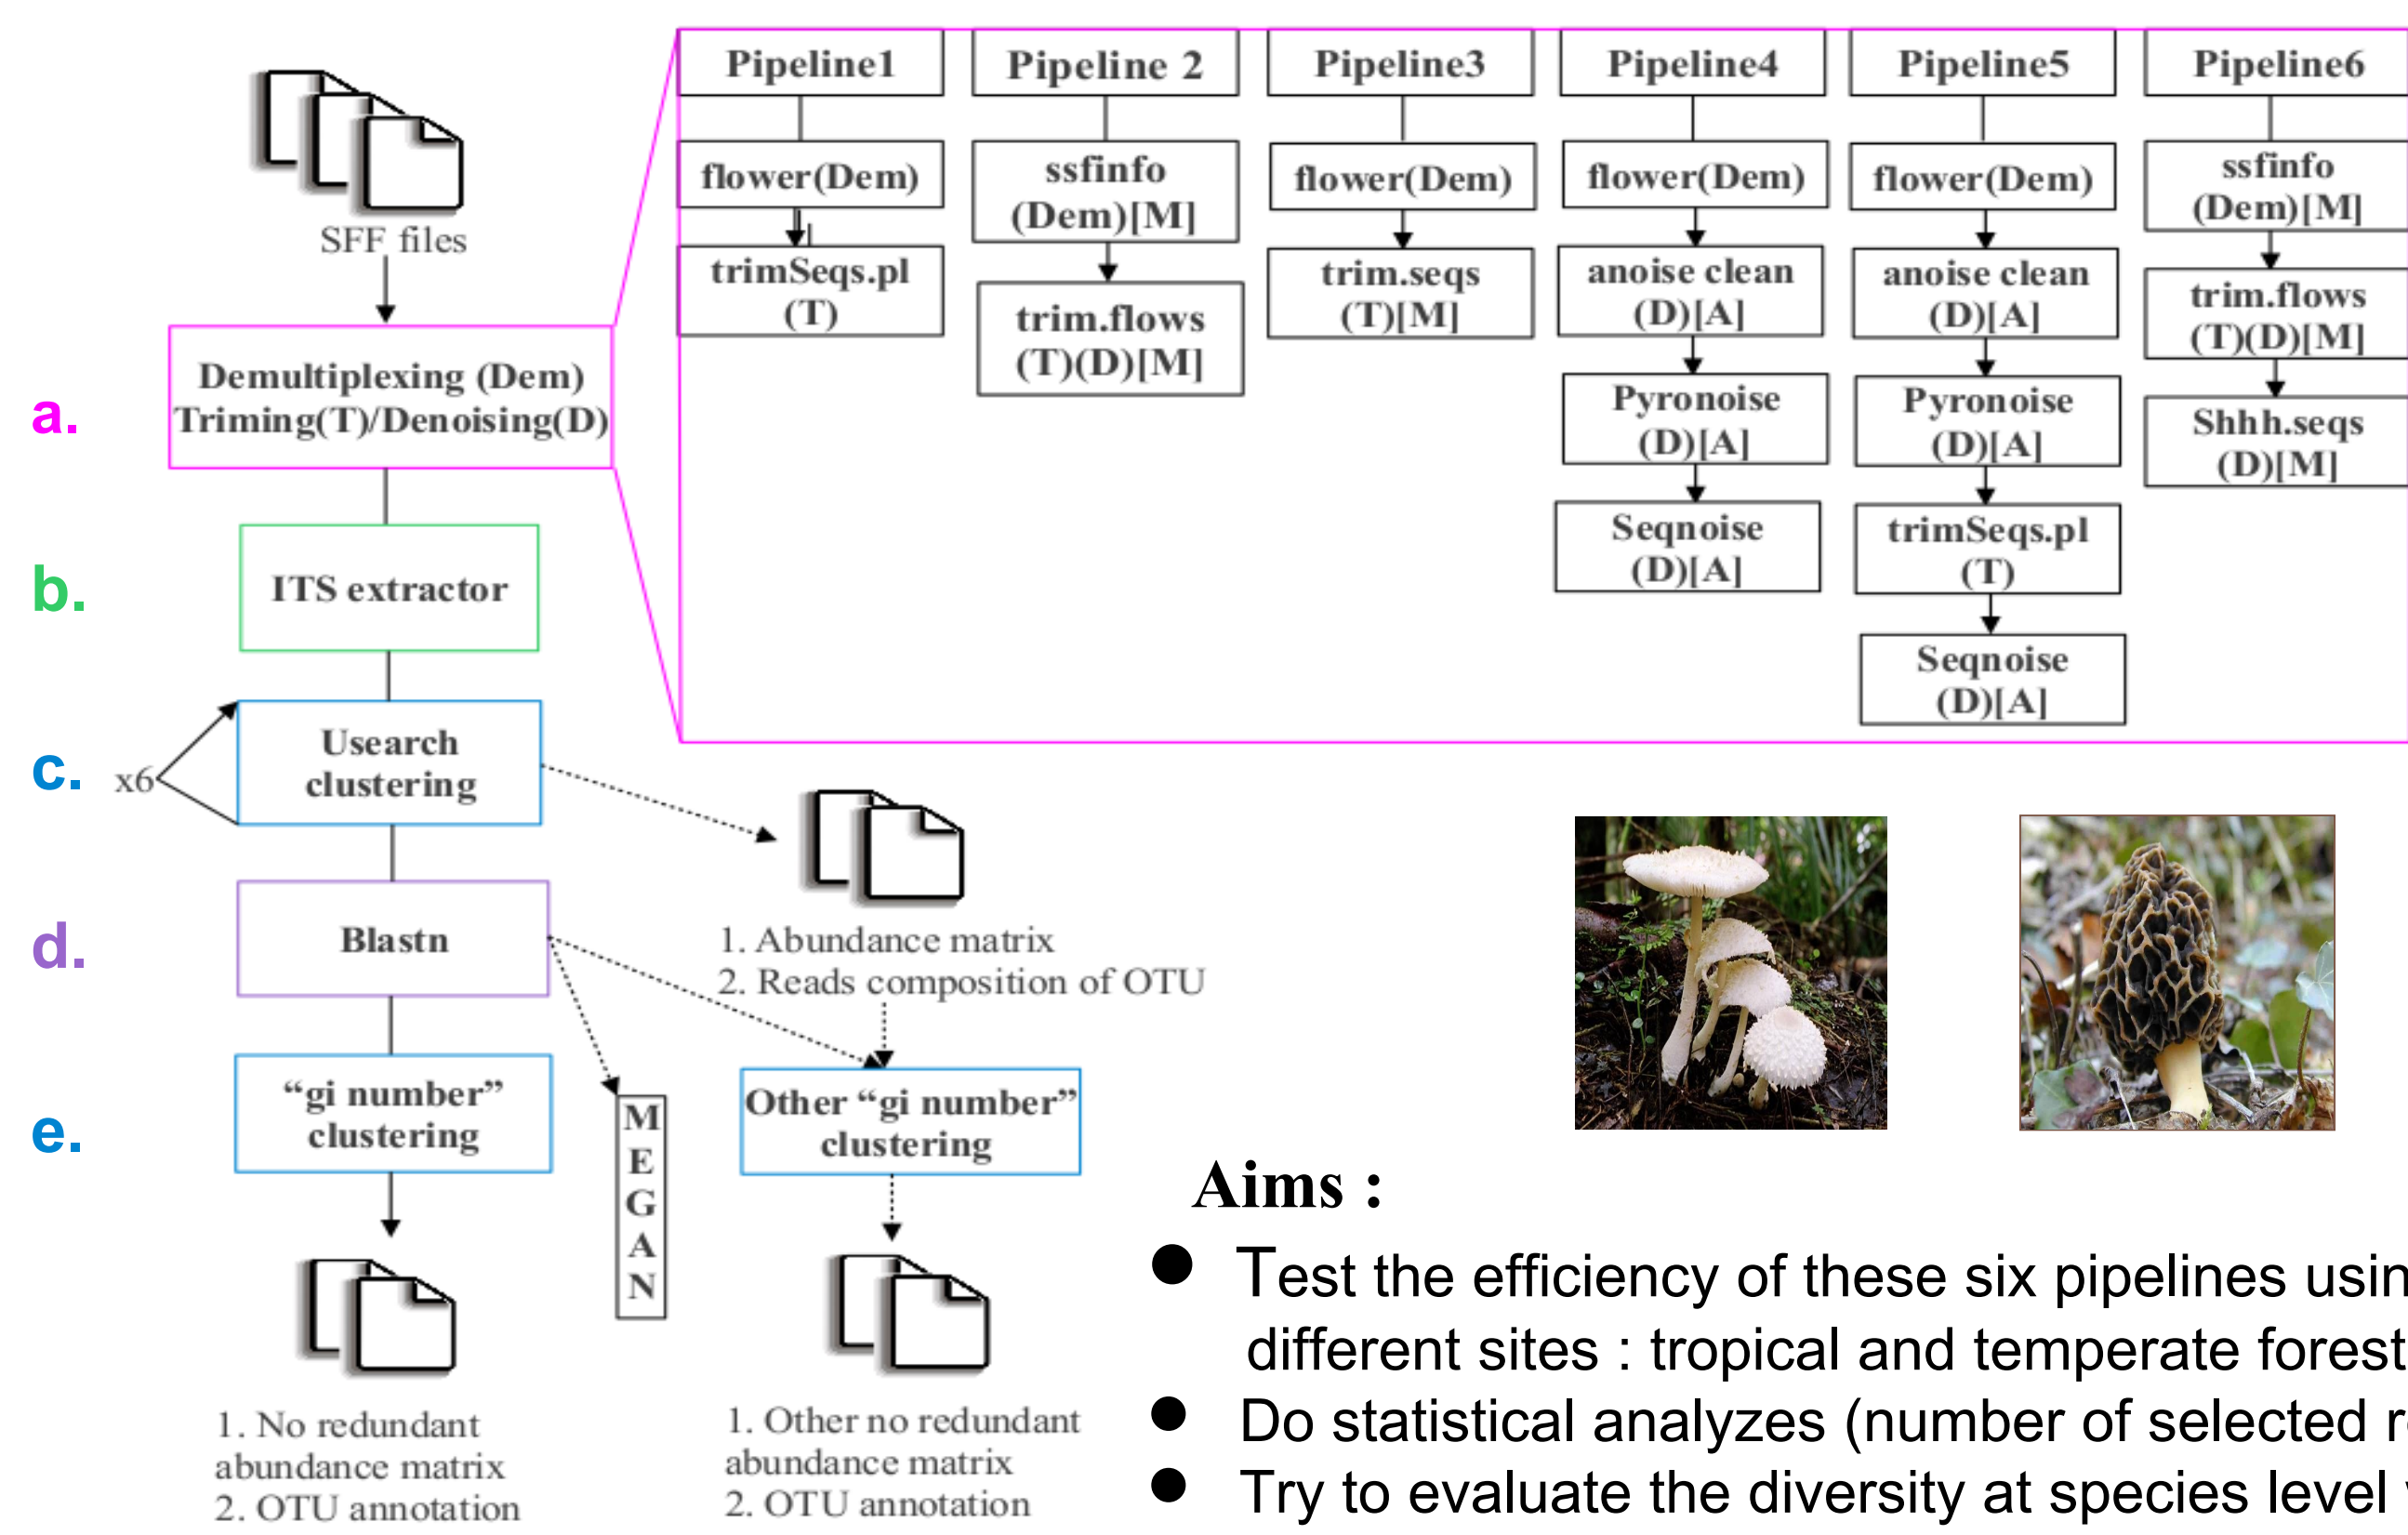 SFF files
a.
Demultiplexing (Dem)
Triming(T)/Denoising(D)
b.
ITS extractor
c.
x6
Usearch
clustering
d.
Blastn
e.
“gi number”
clustering
1. No redundant
abundance matrix
2. OTU annotation
M
E
G
A
N
1. Abundance matrix
2. Reads composition of OTU
Other “gi number”
clustering
1. Other no redundant
abundance matrix
2. OTU annotation
Pipeline1
flower(Dem)
trimSeqs.pl
(T)
Pipeline 2
ssfinfo
(Dem)[M]
trim.flows
(T)(D)[M]
Pipeline3
flower(Dem)
trim.seqs
(T)[M]
Pipeline4
flower(Dem)
anoise clean
(D)[A]
Pyronoise
(D)[A]
Seqnoise
(D)[A]
Pipeline5
flower(Dem)
anoise clean
(D)[A]
Pyronoise
(D)[A]
trimSeqs.pl
(T)
Seqnoise
(D)[A]
Pipeline6
ssfinfo
(Dem)[M]
trim.flows
(T)(D)[M]
Shhh.seqs
(D)[M]
Aims :
Test the efficiency of these six pipelines
different sites : tropical and temperate forest
Do statistical analyzes (number of selected
Try to evaluate the diversity at species level